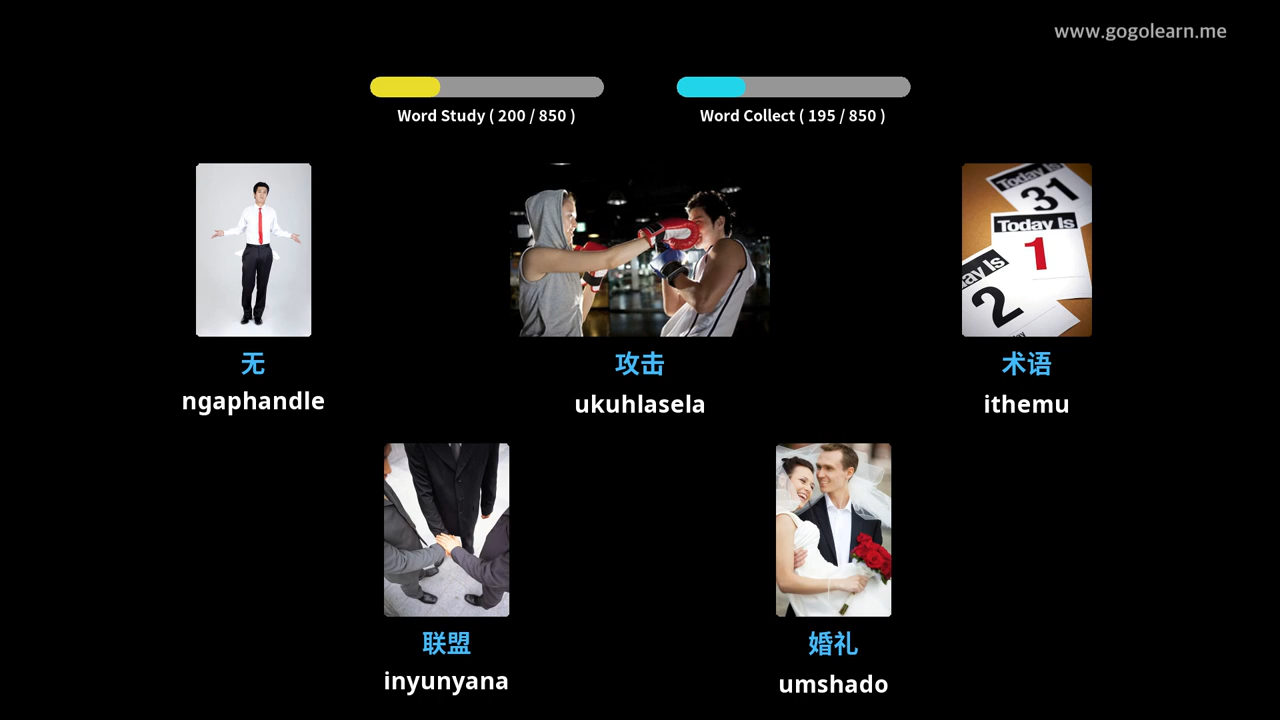 www.gogolearn.me
Word Study ( 200 / 850 )
Word Collect ( 195 / 850 )
Today Is
31
Today Is
1
ay Is
2
无
ngaphandle
攻击
ukuhlasela
术语
ithemu
联盟
inyunyana
婚礼
umshado